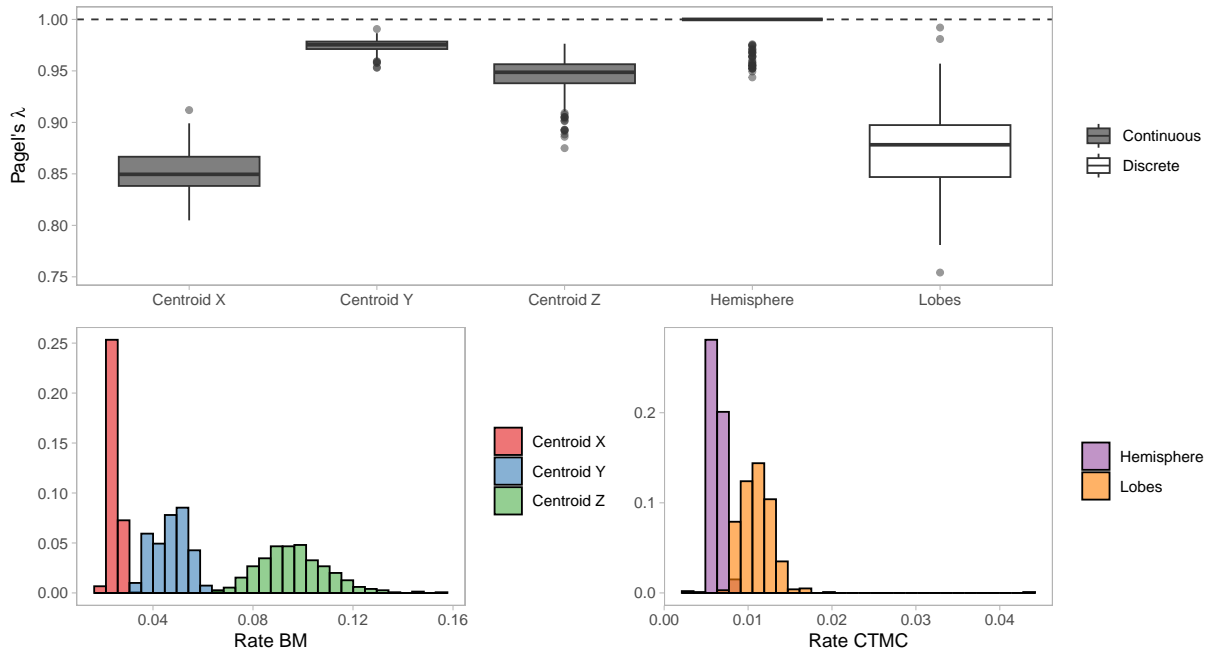 Pagel's λ
1.00
0.95
0.90
0.85
0.80
0.75
Centroid X
Centroid Y
Centroid Z
Hemisphere
Lobes
Continuous
Discrete
0.25
0.20
0.15
0.10
0.05
0.00
0.04
0.08
0.12
0.16
Rate BM
Centroid X
Centroid Y
Centroid Z
0.2
0.1
0.0
0.00
0.01
0.02
0.03
0.04
Rate CTMC
Hemisphere
Lobes